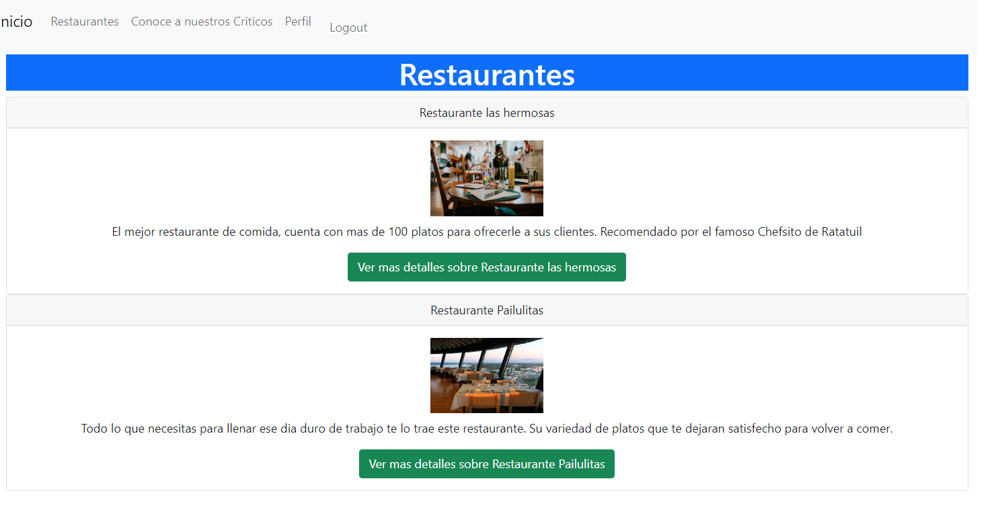 nicio Restaurantes Conoce a nuestros Criticos Perfil Logout
Restaurantes
Restaurante las hermosas
El mejor restaurante de comida, cuenta con mas de 100 platos para ofrecerle a sus clientes. Recomendado por el famoso Chefsito de Ratatuil
Ver mas detalles sobre Restaurante las hermosas
Restaurante Pailulitas
Todo lo que necesitas para llenar ese dia duro de trabajo te lo trae este restaurante. Su variedad de platos que te dejaran satisfecho para volver a comer.
Ver mas detalles sobre Restaurante Pailulitas